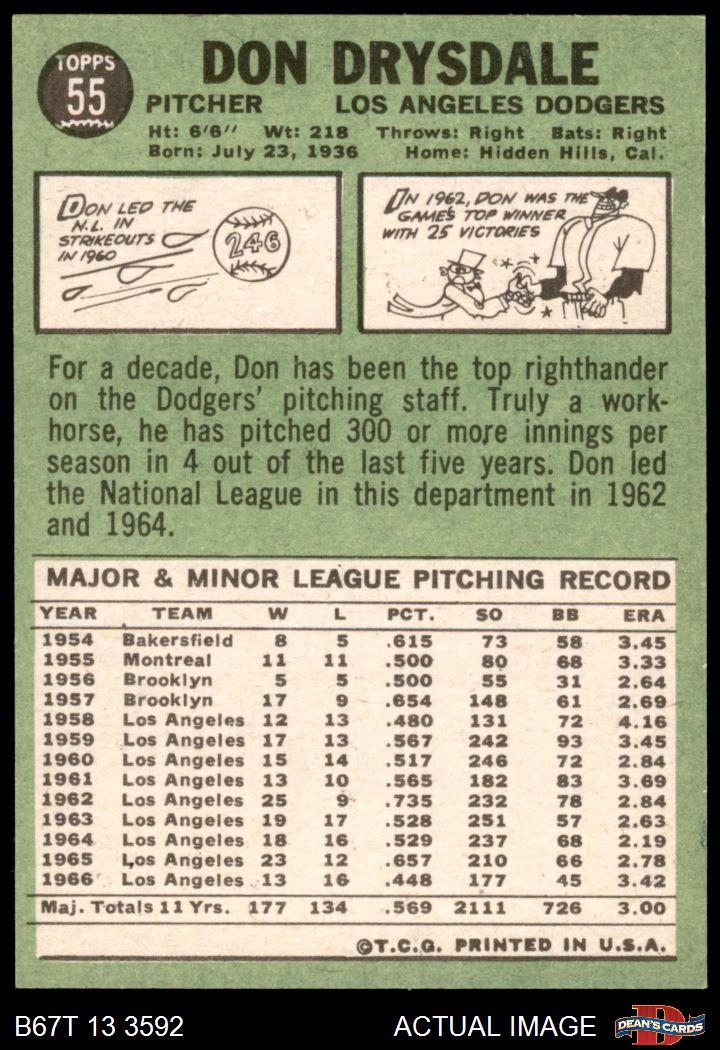 TOPPS
55
DON DRYSDALE
PITCHER LOS ANGELES DODGERS
Ht: 6'6" Wt: 218 Throws: Right Bats: Right
Born: July 23, 1936 Home: Hidden Hills, Cal.
DON LED THE
N.L. IN
STRIKEOUTS
IN 1960
246
IN 1962, DON WAS THE
GAME'S TOP WINNER
WITH 25 VICTORIES
For a decade, Don has been the top righthander
on the Dodgers' pitching staff. Truly a work-
horse, he has pitched 300 or more innings per
season in 4 out of the last five years. Don led
the National League in this department in 1962
and 1964.
MAJOR & MINOR LEAGUE PITCHING RECORD
YEAR TEAM W L PCT. SO BB ERA
1954 Bakersfield 8 5 .615 73 58 3.45
1955 Montreal 11 11 .500 80 68 3.33
1956 Brooklyn 5 5 .500 55 31 2.64
1957 Brooklyn 17 9 .654 148 61 2.69
1958 Los Angeles 12 13 .480 131 72 4.16
1959 Los Angeles 17 13 .567 242 93 3.45
1960 Los Angeles 15 14 .517 246 72 2.84
1961 Los Angeles 13 10 .565 182 83 3.69
1962 Los Angeles 25 9 .735 232 78 2.84
1963 Los Angeles 19 17 .528 251 57 2.63
1964 Los Angeles 18 16 .529 237 68 2.19
1965 Los Angeles 23 12 .657 210 66 2.78
1966 Los Angeles 13 16 .448 177 45 3.42
Maj. Totals 11 Yrs. 177 134 .569 2111 726 3.00
©T.C.G. PRINTED IN U.S.A.
B67T 13 3592 ACTUAL IMAGE
D
DEAN'S CARDS